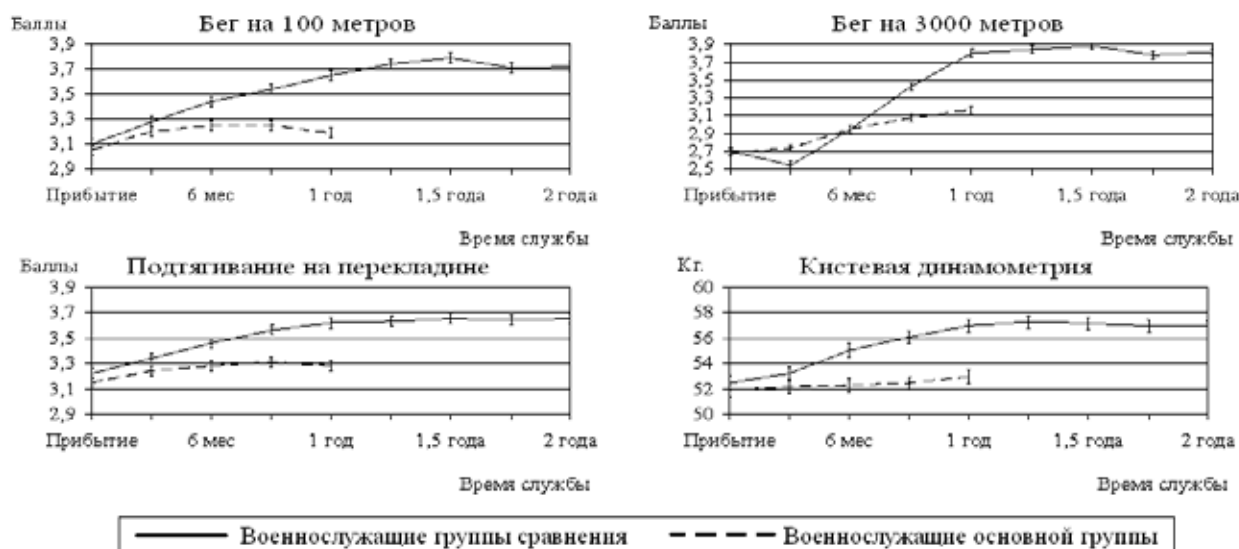 Баллы
Бег на 100 метров
3,9
3,7
3,5
3,3
3,1
2,9
Прибытие 6 мес 1 год 1,5 года 2 года
Время службы
Баллы
Бег на 3000 метров
3,9
3,7
3,5
3,3
3,1
2,9
2,7
2,5
Прибытие 6 мес 1 год 1,5 года 2 года
Время службы
Баллы
Подтягивание на перекладине
3,9
3,7
3,5
3,3
3,1
2,9
Прибытие 6 мес 1 год 1,5 года 2 года
Время службы
Кг.
Кистевая динамометрия
60
58
56
54
52
50
Прибытие 6 мес 1 год 1,5 года 2 года
Время службы
Военнослужащие группы сравнения Военнослужащие основной группы